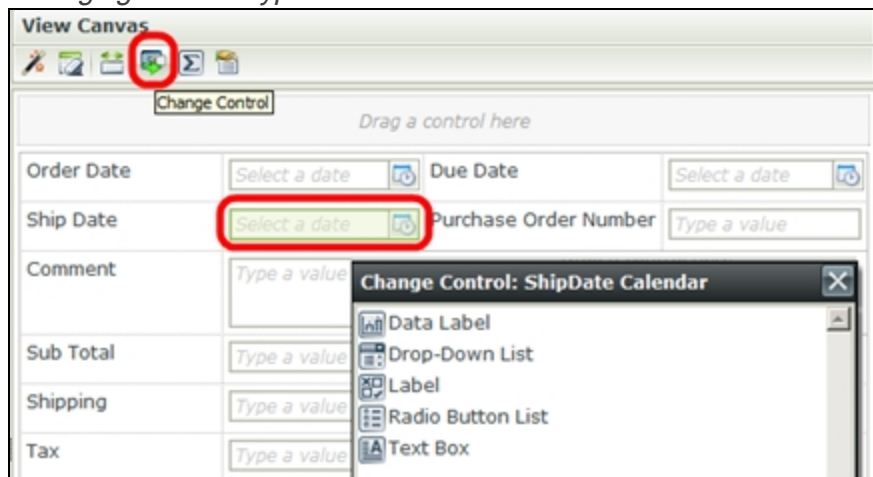 View Canvas
Change Control
Drag a control here
Order Date Select a date Due Date Select a date
Ship Date Select a date Purchase Order Number Type a value
Comment Type a value
Change Control: ShipDate Calendar
Data Label
Drop-Down List
Sub Total Type a value
Label
Shipping Type a value
Radio Button List
Tax Type a value
Text Box